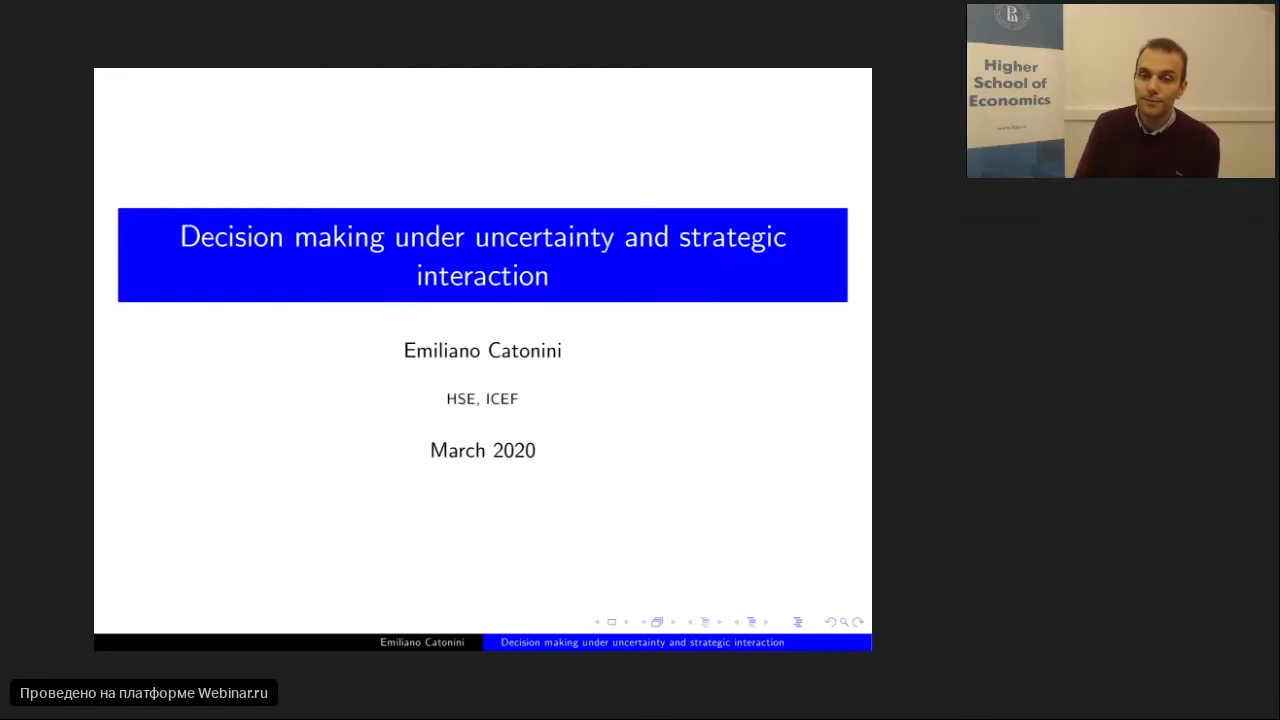 Decision making under uncertainty and strategic
interaction
Emiliano Catonini
HSE, ICEF
March 2020
Emiliano Catonini
Decision making under uncertainty and strategic interaction
Higher
School of
Economics
Проведено на платформе Webinar.ru